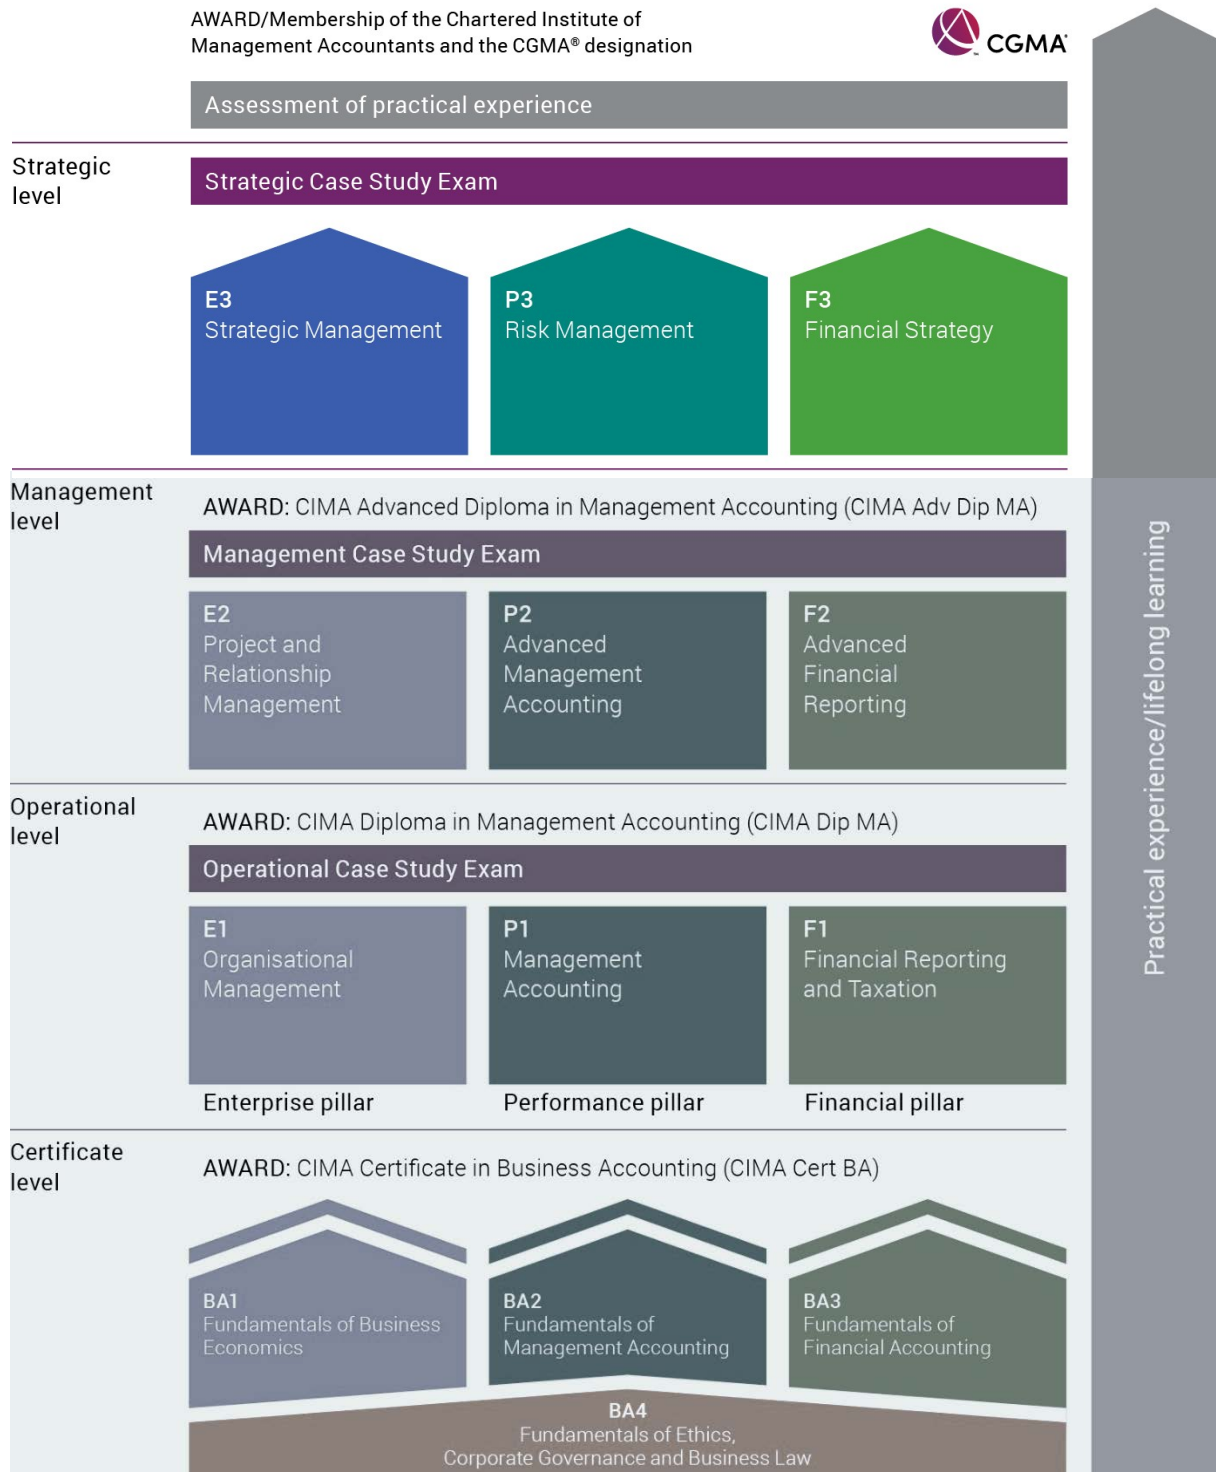 AWARD/Membership of the Chartered Institute of
Management Accountants and the CGMA® designation
CGMA
Assessment of practical experience
Strategic
level
Strategic Case Study Exam
E3
Strategic Management
P3
Risk Management
F3
Financial Strategy
Management
level
AWARD: CIMA Advanced Diploma in Management Accounting (CIMA Adv Dip MA)
Management Case Study Exam
E2
Project and
Relationship
Management
P2
Advanced
Management
Accounting
F2
Advanced
Financial
Reporting
Operational
level
AWARD: CIMA Diploma in Management Accounting (CIMA Dip MA)
Operational Case Study Exam
E1
Organisational
Management
P1
Management
Accounting
F1
Financial Reporting
and Taxation
Enterprise pillar
Performance pillar
Financial pillar
Certificate
level
AWARD: CIMA Certificate in Business Accounting (CIMA Cert BA)
BA1
Fundamentals of Business
Economics
BA2
Fundamentals of
Management Accounting
BA3
Fundamentals of
Financial Accounting
BA4
Fundamentals of Ethics,
Corporate Governance and Business Law
Practical experience/lifelong learning